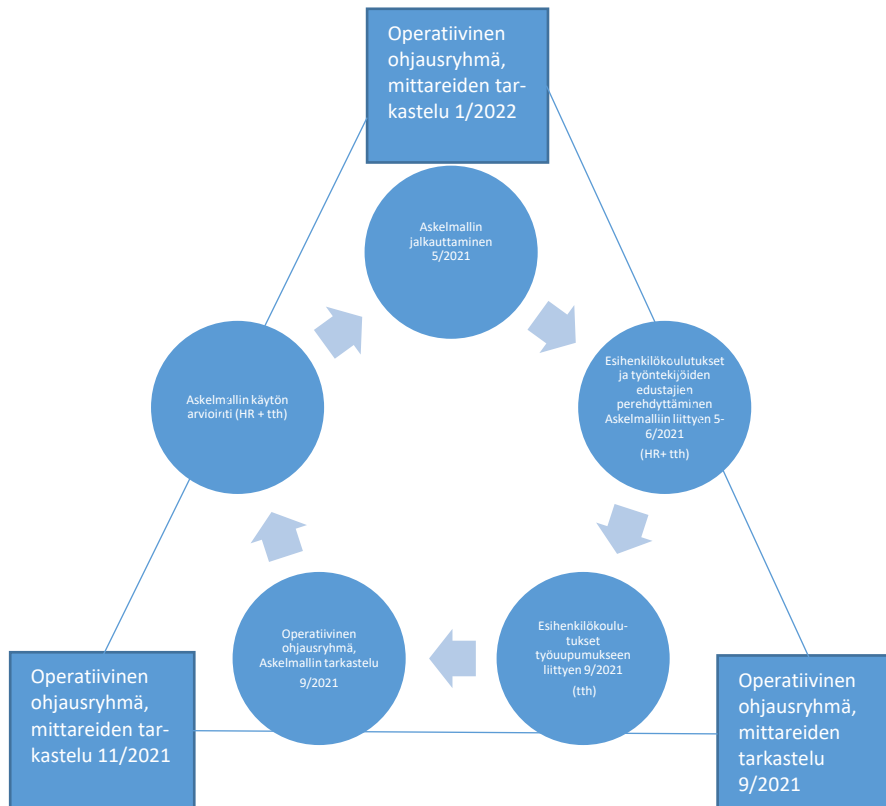 Operatiivinen
ohjausryhmä,
mittareiden tar-
kastelu 1/2022
Askelmallin
jalkauttaminen
5/2021
Esihenkilökoulutukset
ja työntekijöiden
edustajien
perehdyttäminen
Askelmalliin liittyen 5-
6/2021
(HR+ tth)
Askelmallin käytön
arviointi (HR + tth)
Esihenkilökoulu-
tukset
työuupumukseen
liittyen 9/2021
(tth)
Operatiivinen
ohjausryhmä,
Askelmallin tarkastelu
9/2021
Operatiivinen
ohjausryhmä,
mittareiden tar-
kastelu 11/2021
Operatiivinen
ohjausryhmä,
mittareiden
tarkastelu
9/2021